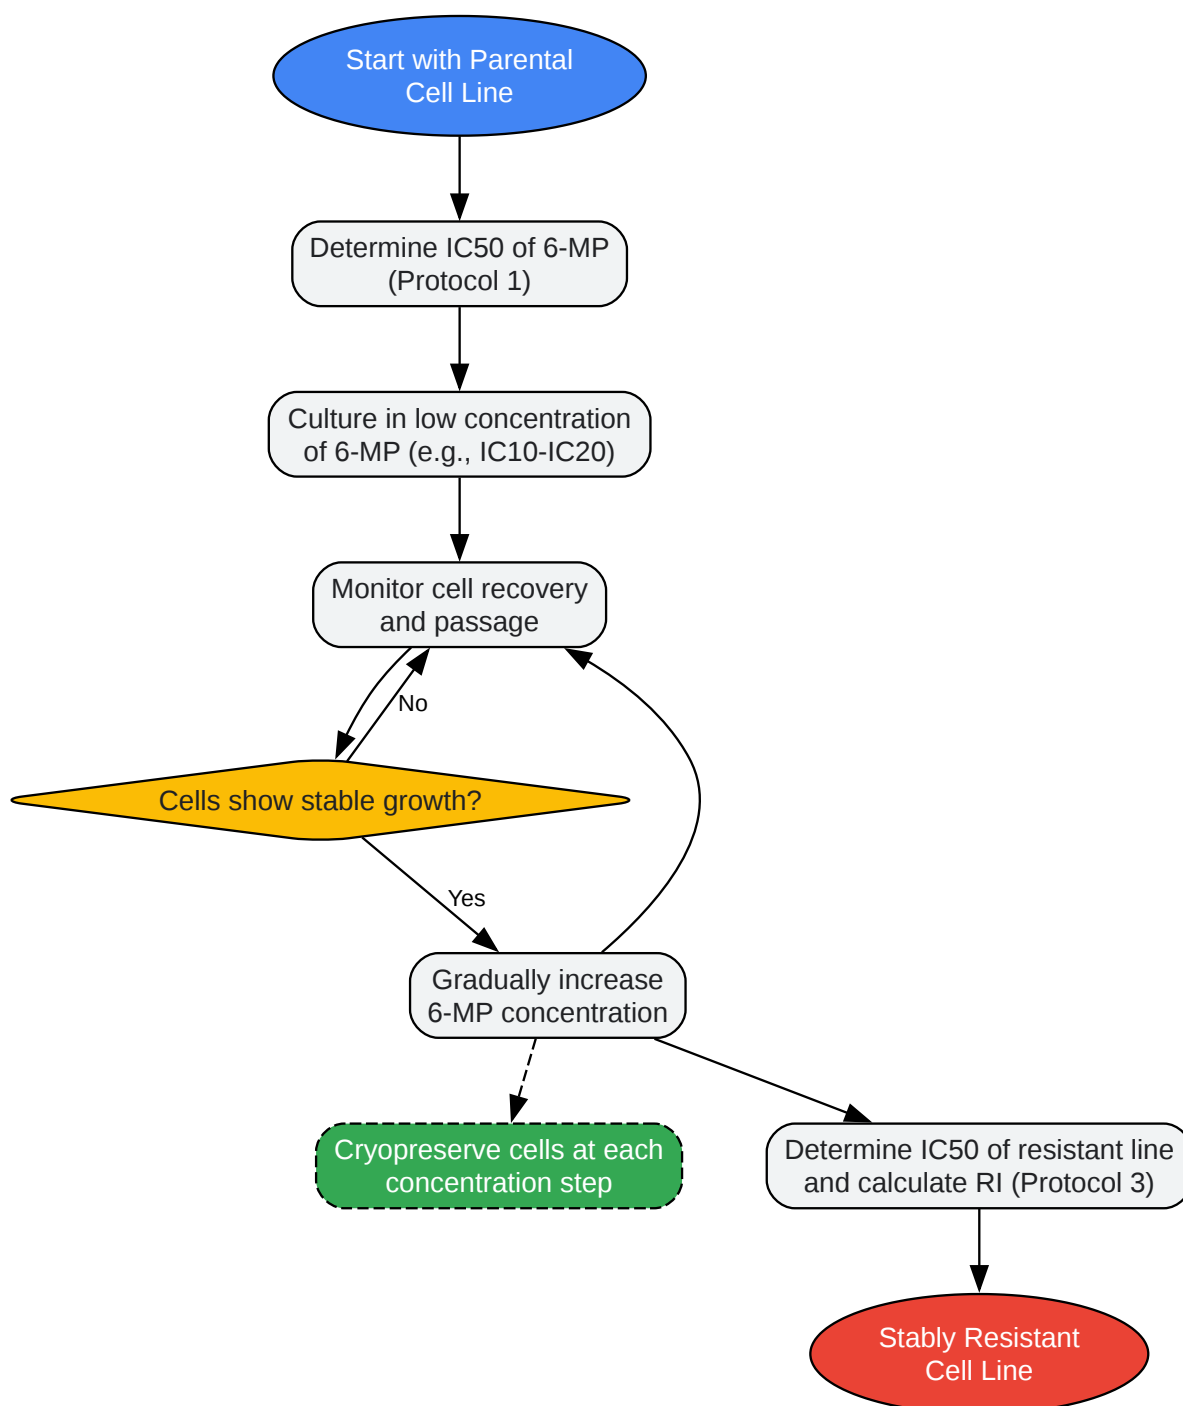 Start with Parental
Cell Line
Determine IC50 of 6-MP
(Protocol 1)
Culture in low concentration
of 6-MP (e.g., IC10-IC20)
Monitor cell recovery
and passage
No
Cells show stable growth?
Yes
Gradually increase
6-MP concentration
Cryopreserve cells at each
concentration step
Determine IC50 of resistant line
and calculate RI (Protocol 3)
Stably Resistant
Cell Line